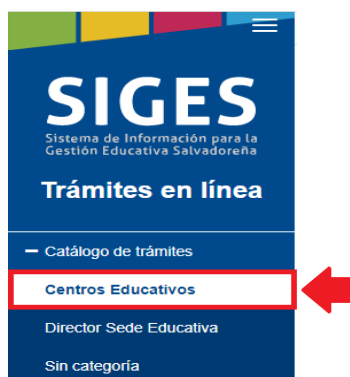 SIGES
Sistema de Información para la
Gestión Educativa Salvadoreña
Trámites en línea
Catálogo de trámites
Centros Educativos
Director Sede Educativa
Sin categoría